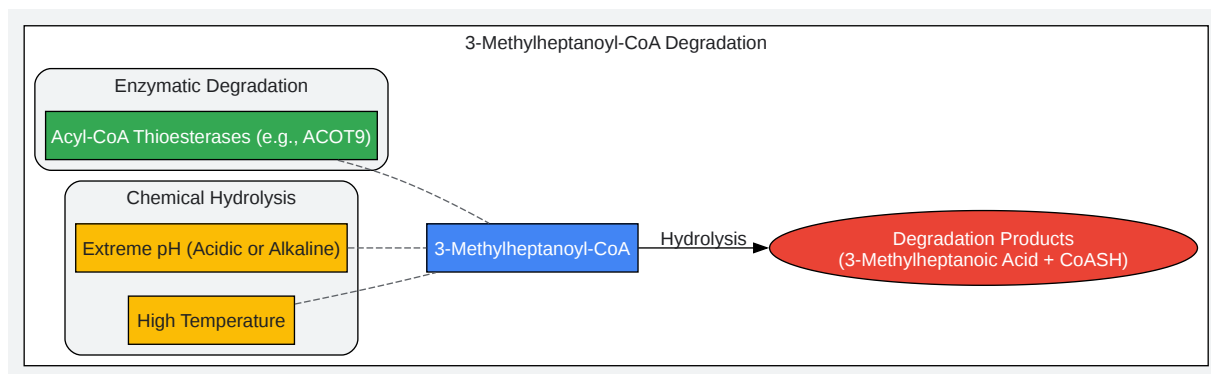 3-Methylheptanoyl-CoA Degradation
Enzymatic Degradation
Acyl-CoA Thioesterases (e.g., ACOT9)
Chemical Hydrolysis
Extreme pH (Acidic or Alkaline)
High Temperature
3-Methylheptanoyl-CoA
Hydrolysis
Degradation Products
(3-Methylheptanoic Acid + CoASH)